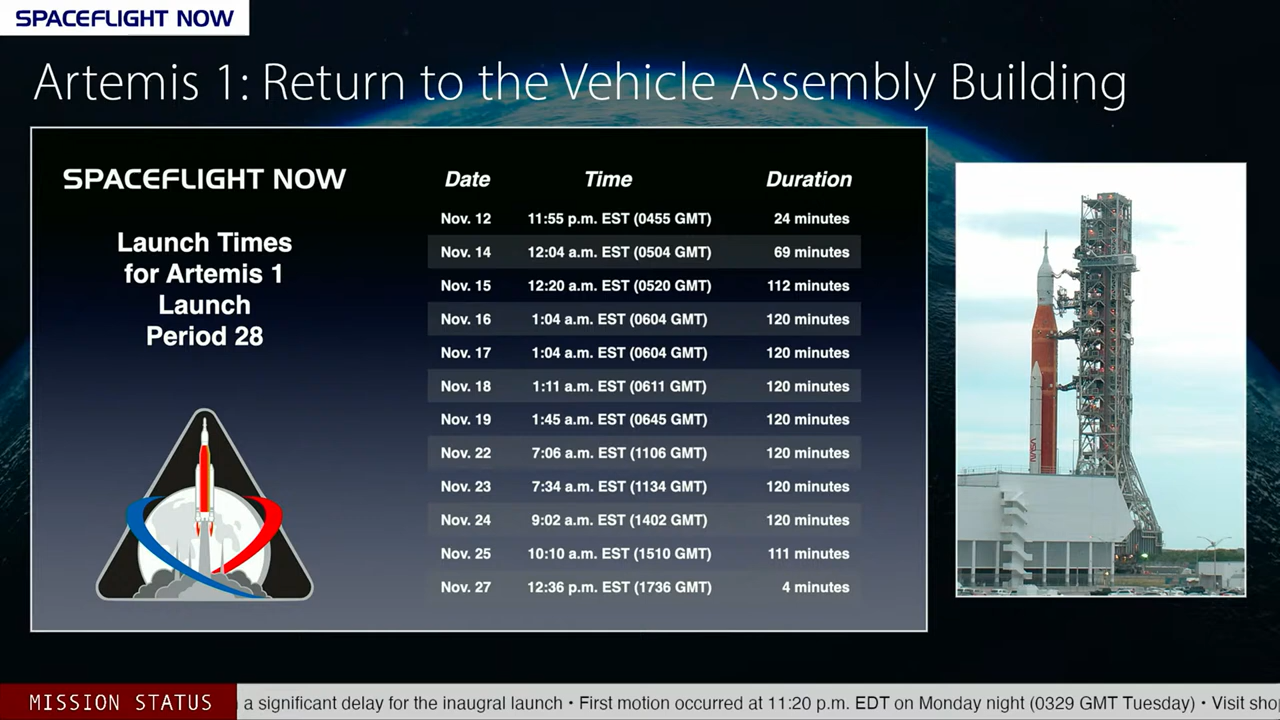 SPACEFLIGHT NOW
Artemis 1: Return to the Vehicle Assembly Building
SPACEFLIGHT NOW
Launch Times
for Artemis 1
Launch
Period 28
Date Time Duration
Nov. 12 11:55 p.m. EST (0455 GMT) 24 minutes
Nov. 14 12:04 a.m. EST (0504 GMT) 69 minutes
Nov. 15 12:20 a.m. EST (0520 GMT) 112 minutes
Nov. 16 1:04 a.m. EST (0604 GMT) 120 minutes
Nov. 17 1:04 a.m. EST (0604 GMT) 120 minutes
Nov. 18 1:11 a.m. EST (0611 GMT) 120 minutes
Nov. 19 1:45 a.m. EST (0645 GMT) 120 minutes
Nov. 22 7:06 a.m. EST (1106 GMT) 120 minutes
Nov. 23 7:34 a.m. EST (1134 GMT) 120 minutes
Nov. 24 9:02 a.m. EST (1402 GMT) 120 minutes
Nov. 25 10:10 a.m. EST (1510 GMT) 111 minutes
Nov. 27 12:36 p.m. EST (1736 GMT) 4 minutes
MISSION STATUS a significant delay for the inaugral launch • First motion occurred at 11:20 p.m. EDT on Monday night (0329 GMT Tuesday) • Visit sho